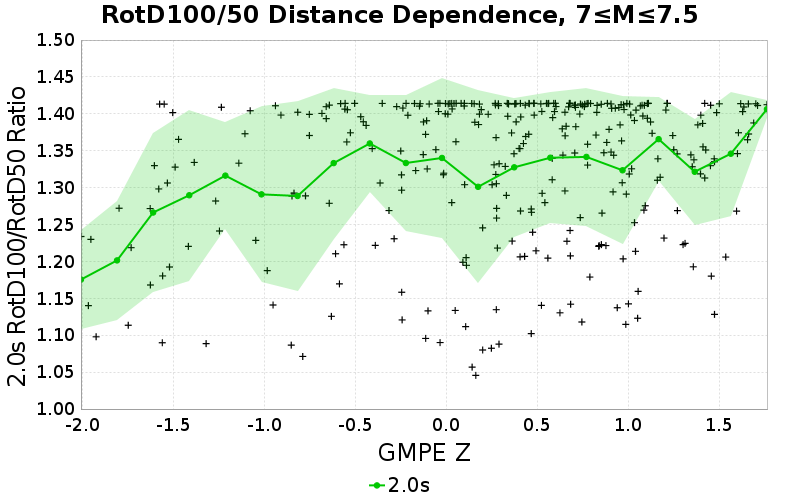 RotD100/50 Distance Dependence, 7≤M≤7.5
2.0s RotD100/RotD50 Ratio
1.50
1.45
1.40
1.35
1.30
1.25
1.20
1.15
1.10
1.05
1.00
-2.0 -1.5 -1.0 -0.5 0.0 0.5 1.0 1.5
GMPE Z
2.0s